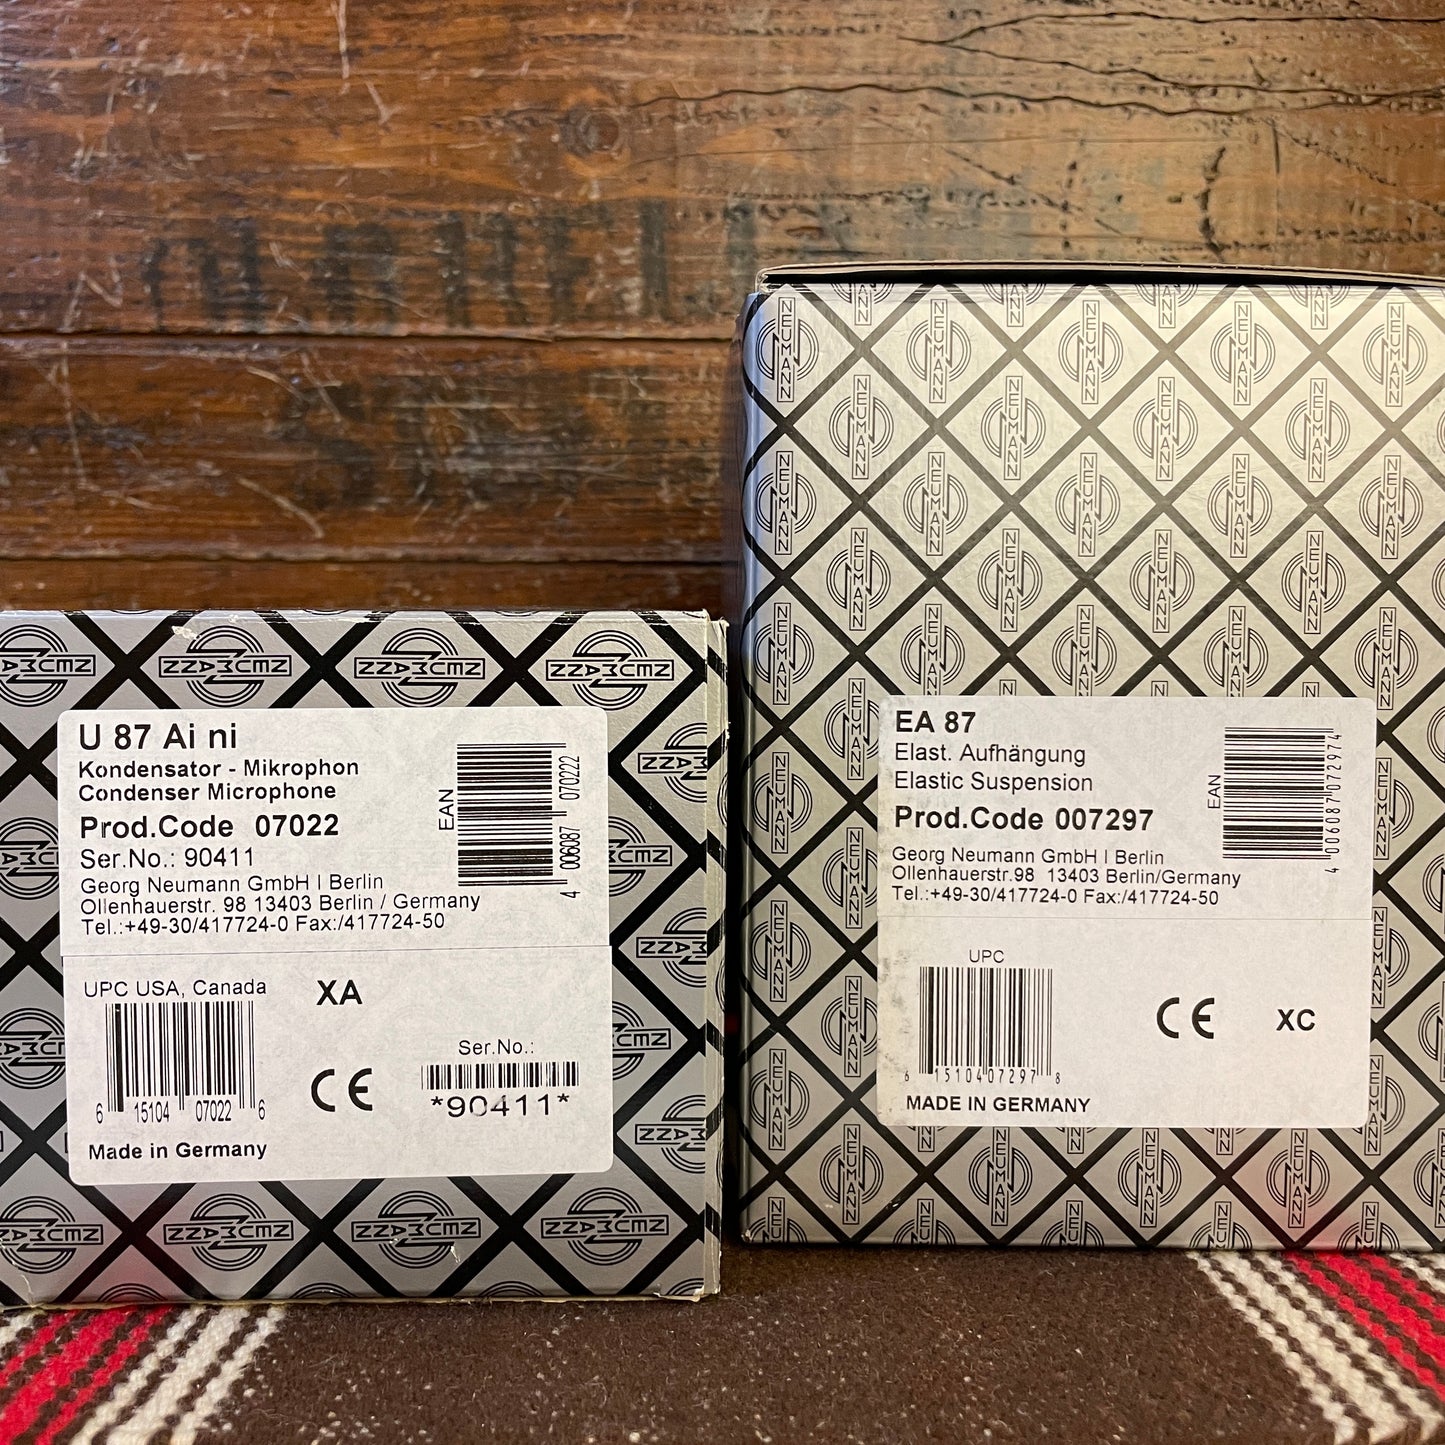 U 87 Ai ni
Kondensator - Mikrophon
Condenser Microphone
Prod.Code 07022
Ser.No.: 90411
Georg Neumann GmbH I Berlin
Ollenhauerstr. 98 13403 Berlin / Germany
Tel.:+49-30/417724-0 Fax:/417724-50
EAN
4 006087 070222
UPC USA, Canada
XA
6 15104 07022 6
CE
Ser.No.:
*90411*
Made in Germany
EA 87
Elast. Aufhängung
Elastic Suspension
Prod.Code 007297
Georg Neumann GmbH I Berlin
Ollenhauerstr.98 13403 Berlin/Germany
Tel.:+49-30/417724-0 Fax:/417724-50
EAN
4 006087 072974
UPC
6 15104 07297 8
CE
XC
MADE IN GERMANY
NEUMANN